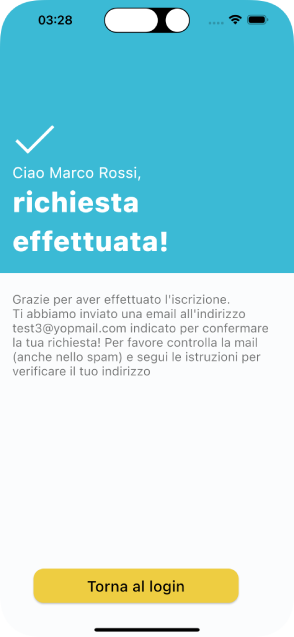 03:28
Ciao Marco Rossi,
richiesta
effettuata!
Grazie per aver effettuato l'iscrizione.
Ti abbiamo inviato una email all'indirizzo
test3@yopmail.com indicato per confermare
la tua richiesta! Per favore controlla la mail
(anche nello spam) e segui le istruzioni per
verificare il tuo indirizzo
Torna al login